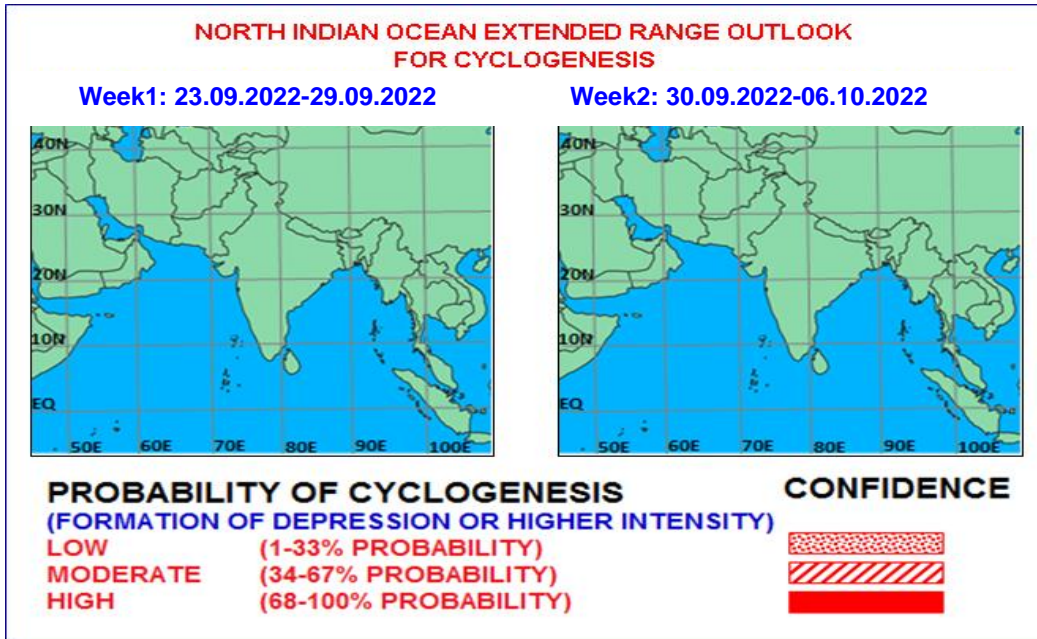 NORTH INDIAN OCEAN EXTENDED RANGE OUTLOOK
FOR CYCLOGENESIS
Week1: 23.09.2022-29.09.2022
Week2: 30.09.2022-06.10.2022
40N
30N
20N
10N
EQ
50E 60E 70E 80E 90E 100E
40N
30N
20N
10N
EQ
50E 60E 70E 80E 90E 100E
PROBABILITY OF CYCLOGENESIS CONFIDENCE
(FORMATION OF DEPRESSION OR HIGHER INTENSITY)
LOW (1-33% PROBABILITY)
MODERATE (34-67% PROBABILITY)
HIGH (68-100% PROBABILITY)